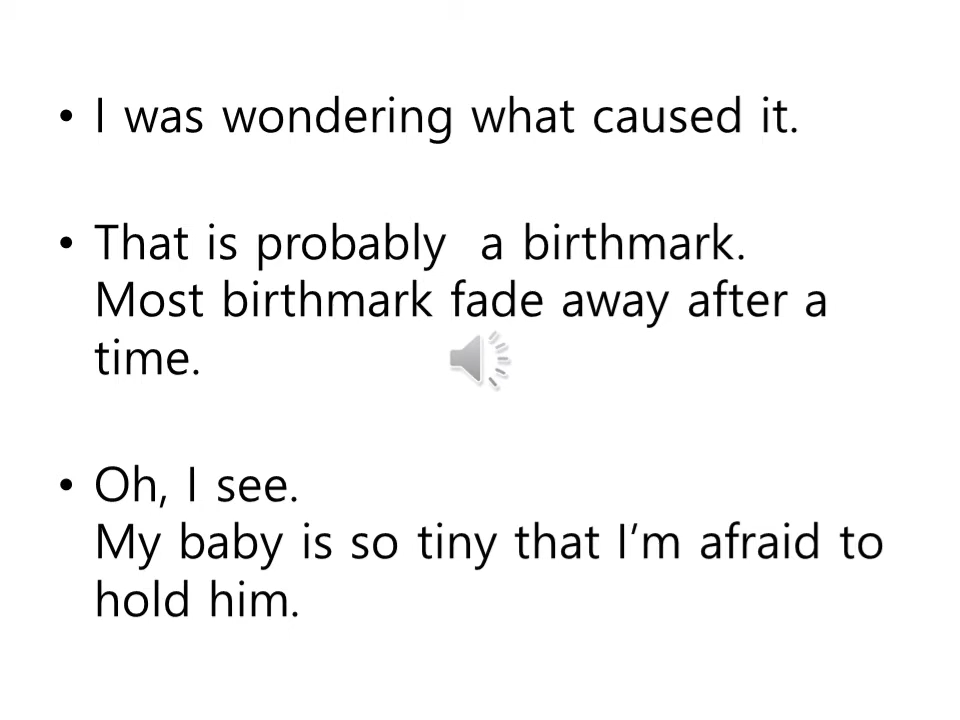 • I was wondering what caused it.
• That is probably  a birthmark.
Most birthmark fade away after a
time.
• Oh, I see.
My baby is so tiny that I’m afraid to
hold him.